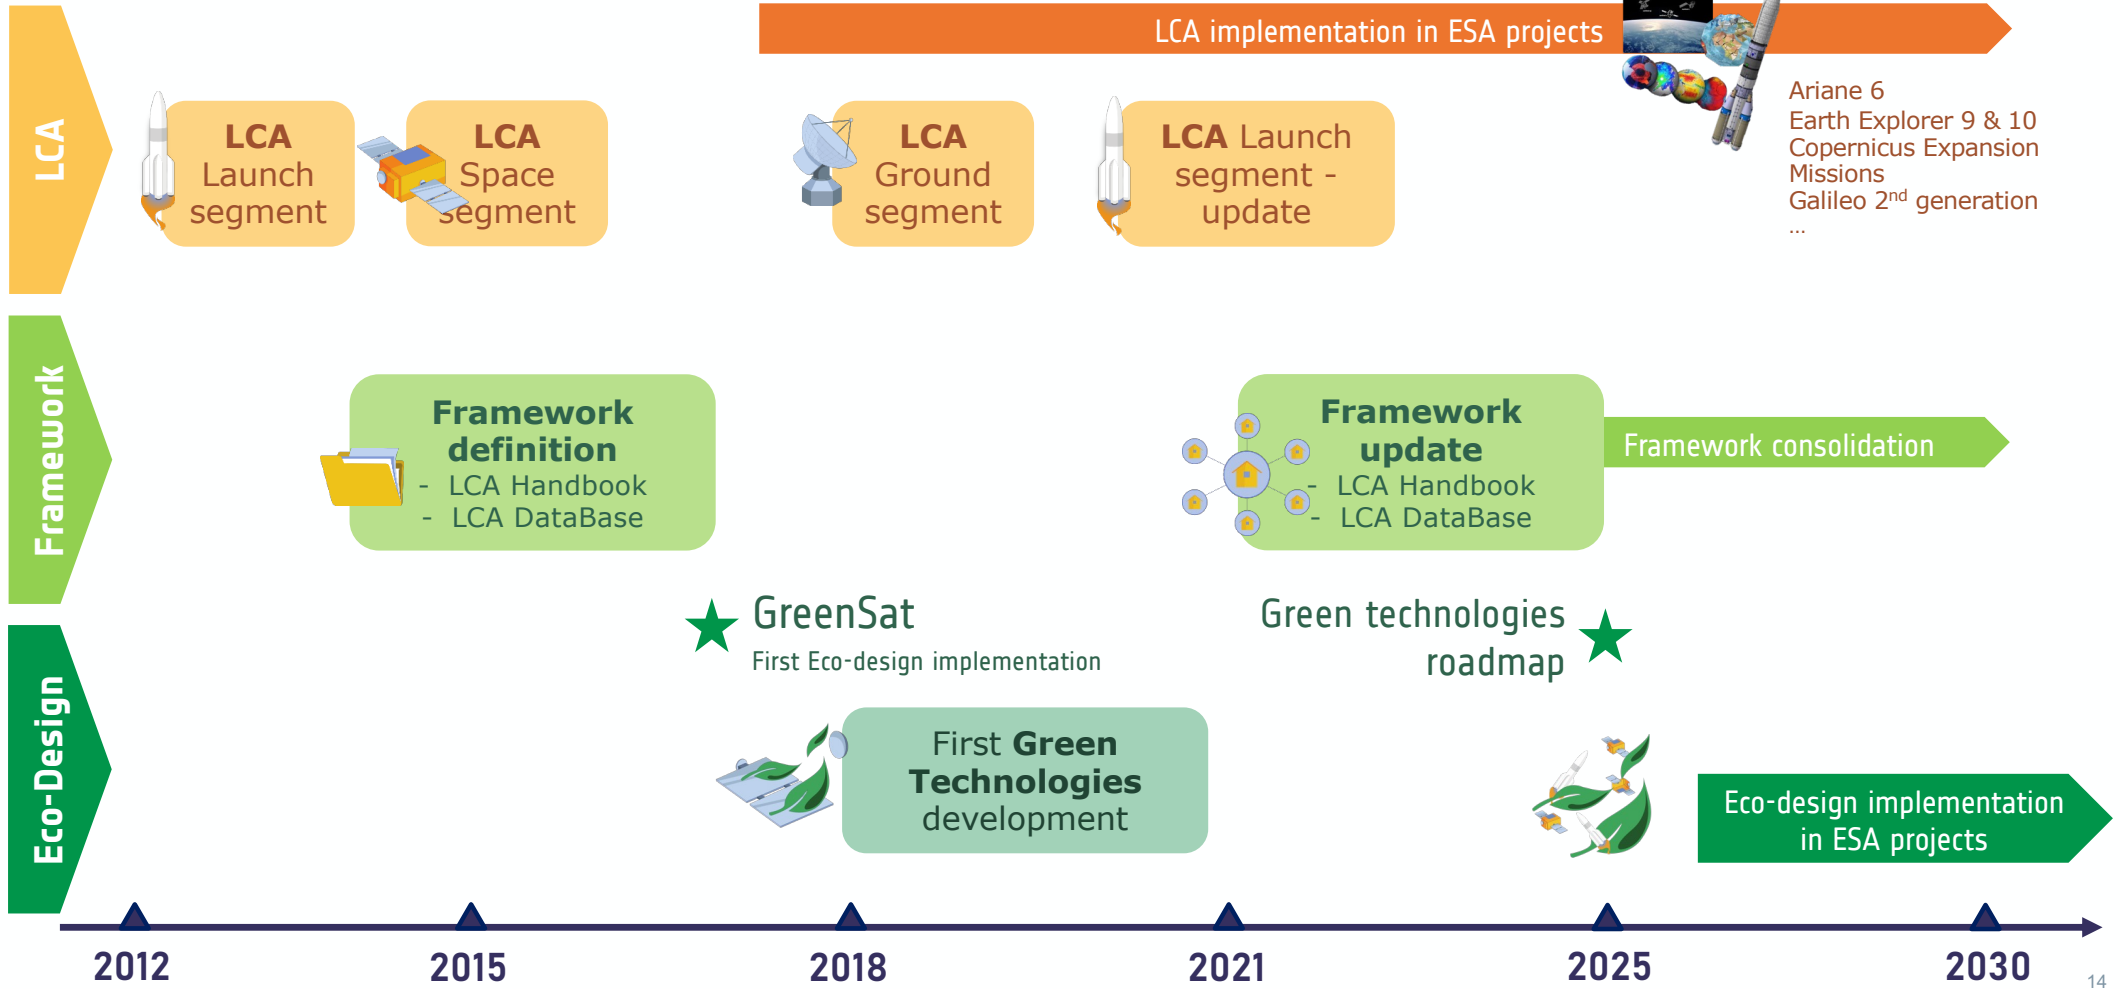 LCA implementation in ESA projects
LCA
LCA
Launch
segment
LCA
Space
segment
LCA
Ground
segment
LCA Launch
segment -
update
Ariane 6
Earth Explorer 9 & 10
Copernicus Expansion
Missions
Galileo 2nd generation
...
Framework
Framework
definition
- LCA Handbook
- LCA DataBase
Framework
update
- LCA Handbook
- LCA DataBase
Framework consolidation
Eco-Design
GreenSat
First Eco-design implementation
Green technologies
roadmap
First Green
Technologies
development
Eco-design implementation
in ESA projects
2012
2015
2018
2021
2025
2030
14